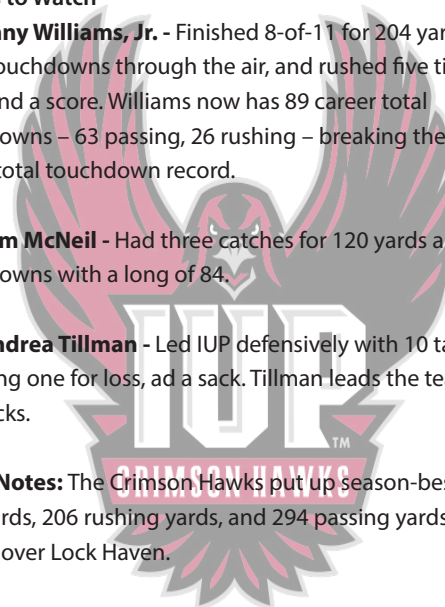 s to Watch
ny Williams, Jr. - Finished 8-of-11 for 204 yar
ouchdowns through the air, and rushed five ti
nd a score. Williams now has 89 career total
owns – 63 passing, 26 rushing – breaking the
total touchdown record.
m McNeil - Had three catches for 120 yards a
owns with a long of 84.
ndrea Tillman - Led IUP defensively with 10 ta
ng one for loss, ad a sack. Tillman leads the te
cks.
IUP
TM
CRIMSON HAWKS
Notes: The Crimson Hawks put up season-bes
rds, 206 rushing yards, and 294 passing yards
over Lock Haven.